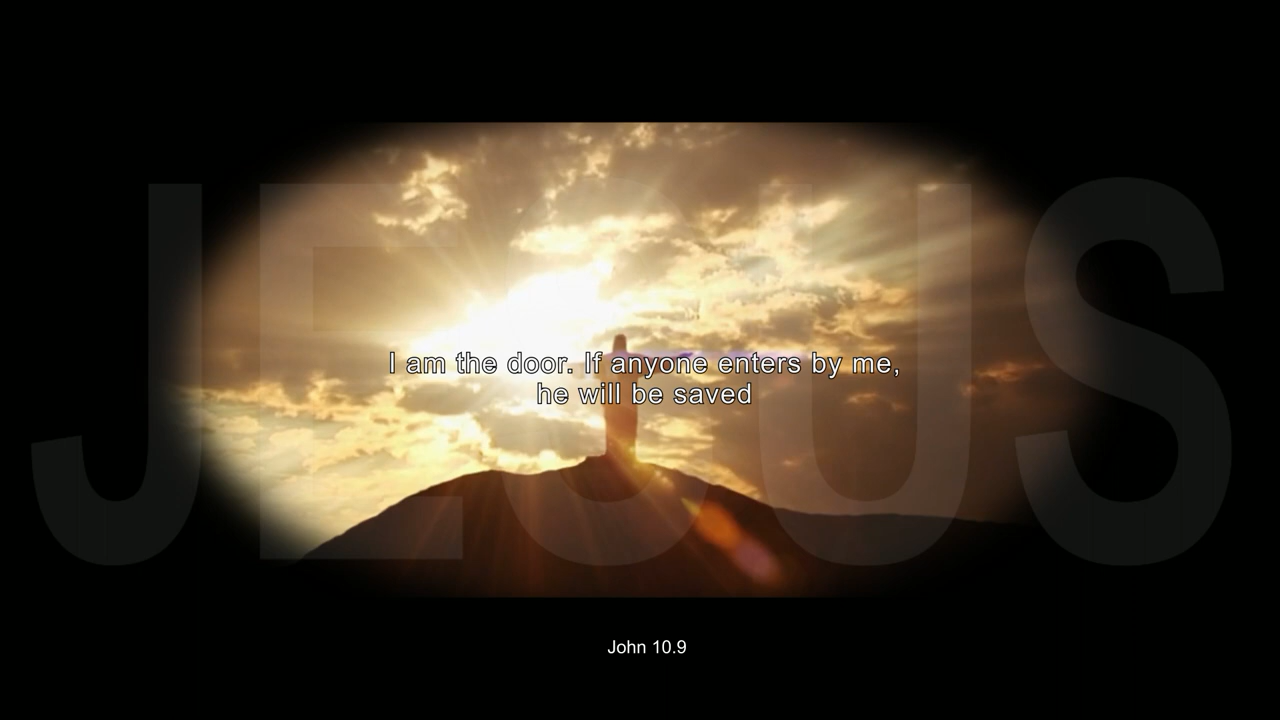 JESUS
I am the door. If anyone enters by me,
he will be saved
John 10.9